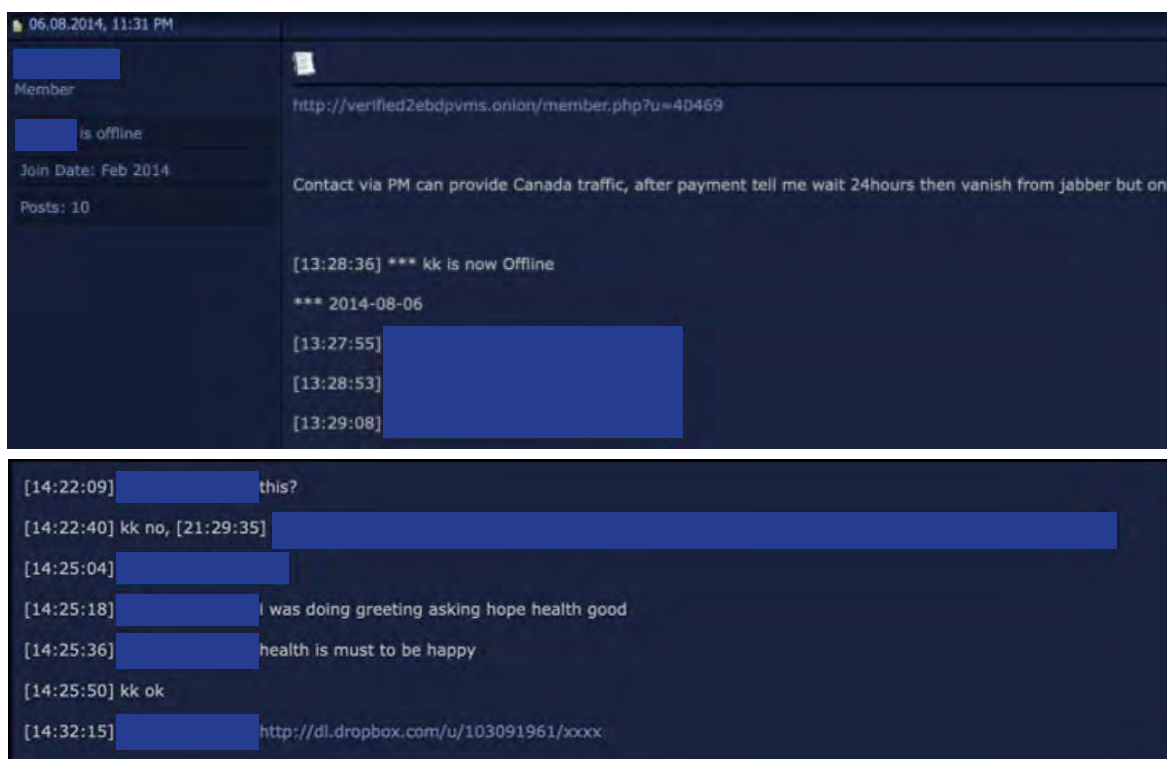 06.08.2014, 11:31 PM
Member
is offline
Join Date: Feb 2014
Posts: 10
http://verified2ebdpvms.onion/member.php?u=40469
Contact via PM can provide Canada traffic, after payment tell me wait 24hours then vanish from jabber but on
[13:28:36] *** kk is now Offline
*** 2014-08-06
[13:27:55]
[13:28:53]
[13:29:08]
[14:22:09] this?
[14:22:40] kk no, [21:29:35]
[14:25:04]
[14:25:18] i was doing greeting asking hope health good
[14:25:36] health is must to be happy
[14:25:50] kk ok
[14:32:15] http://dl.dropbox.com/u/103091961/xxxx